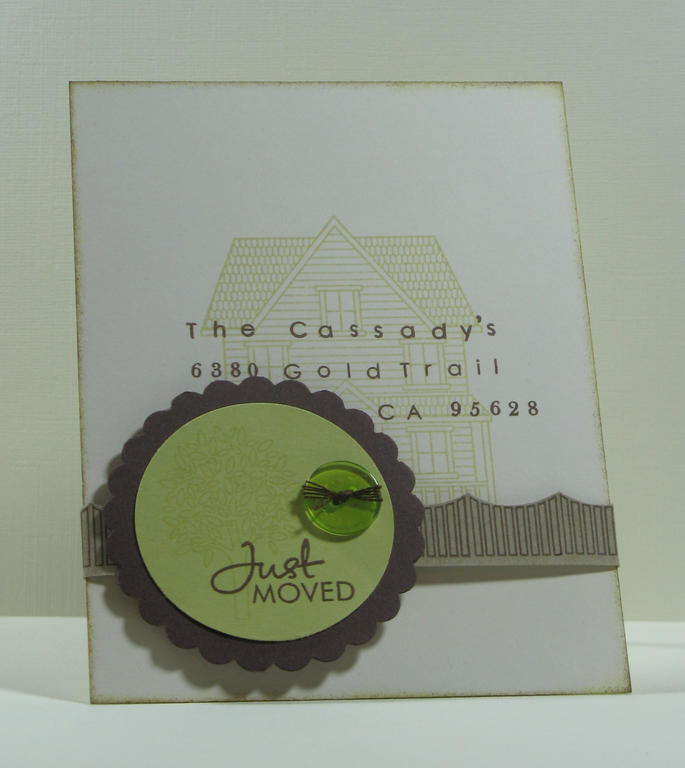 The Cassady's
6380 Gold Trail
CA 95628
Just
MOVED